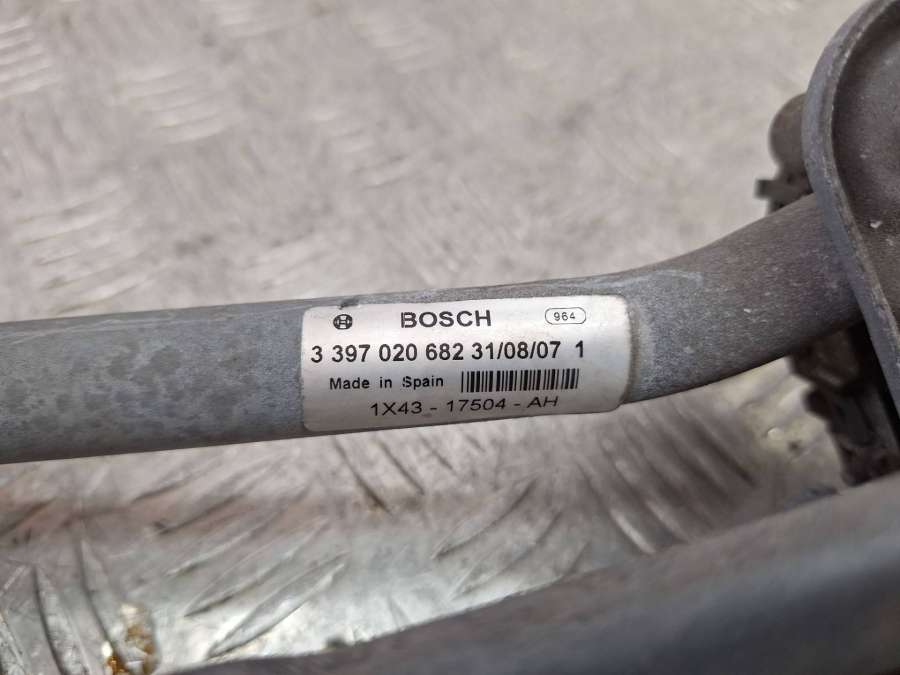 BOSCH 964
3 397 020 682 31/08/07 1
Made in Spain
1X43 - 17504 - AH